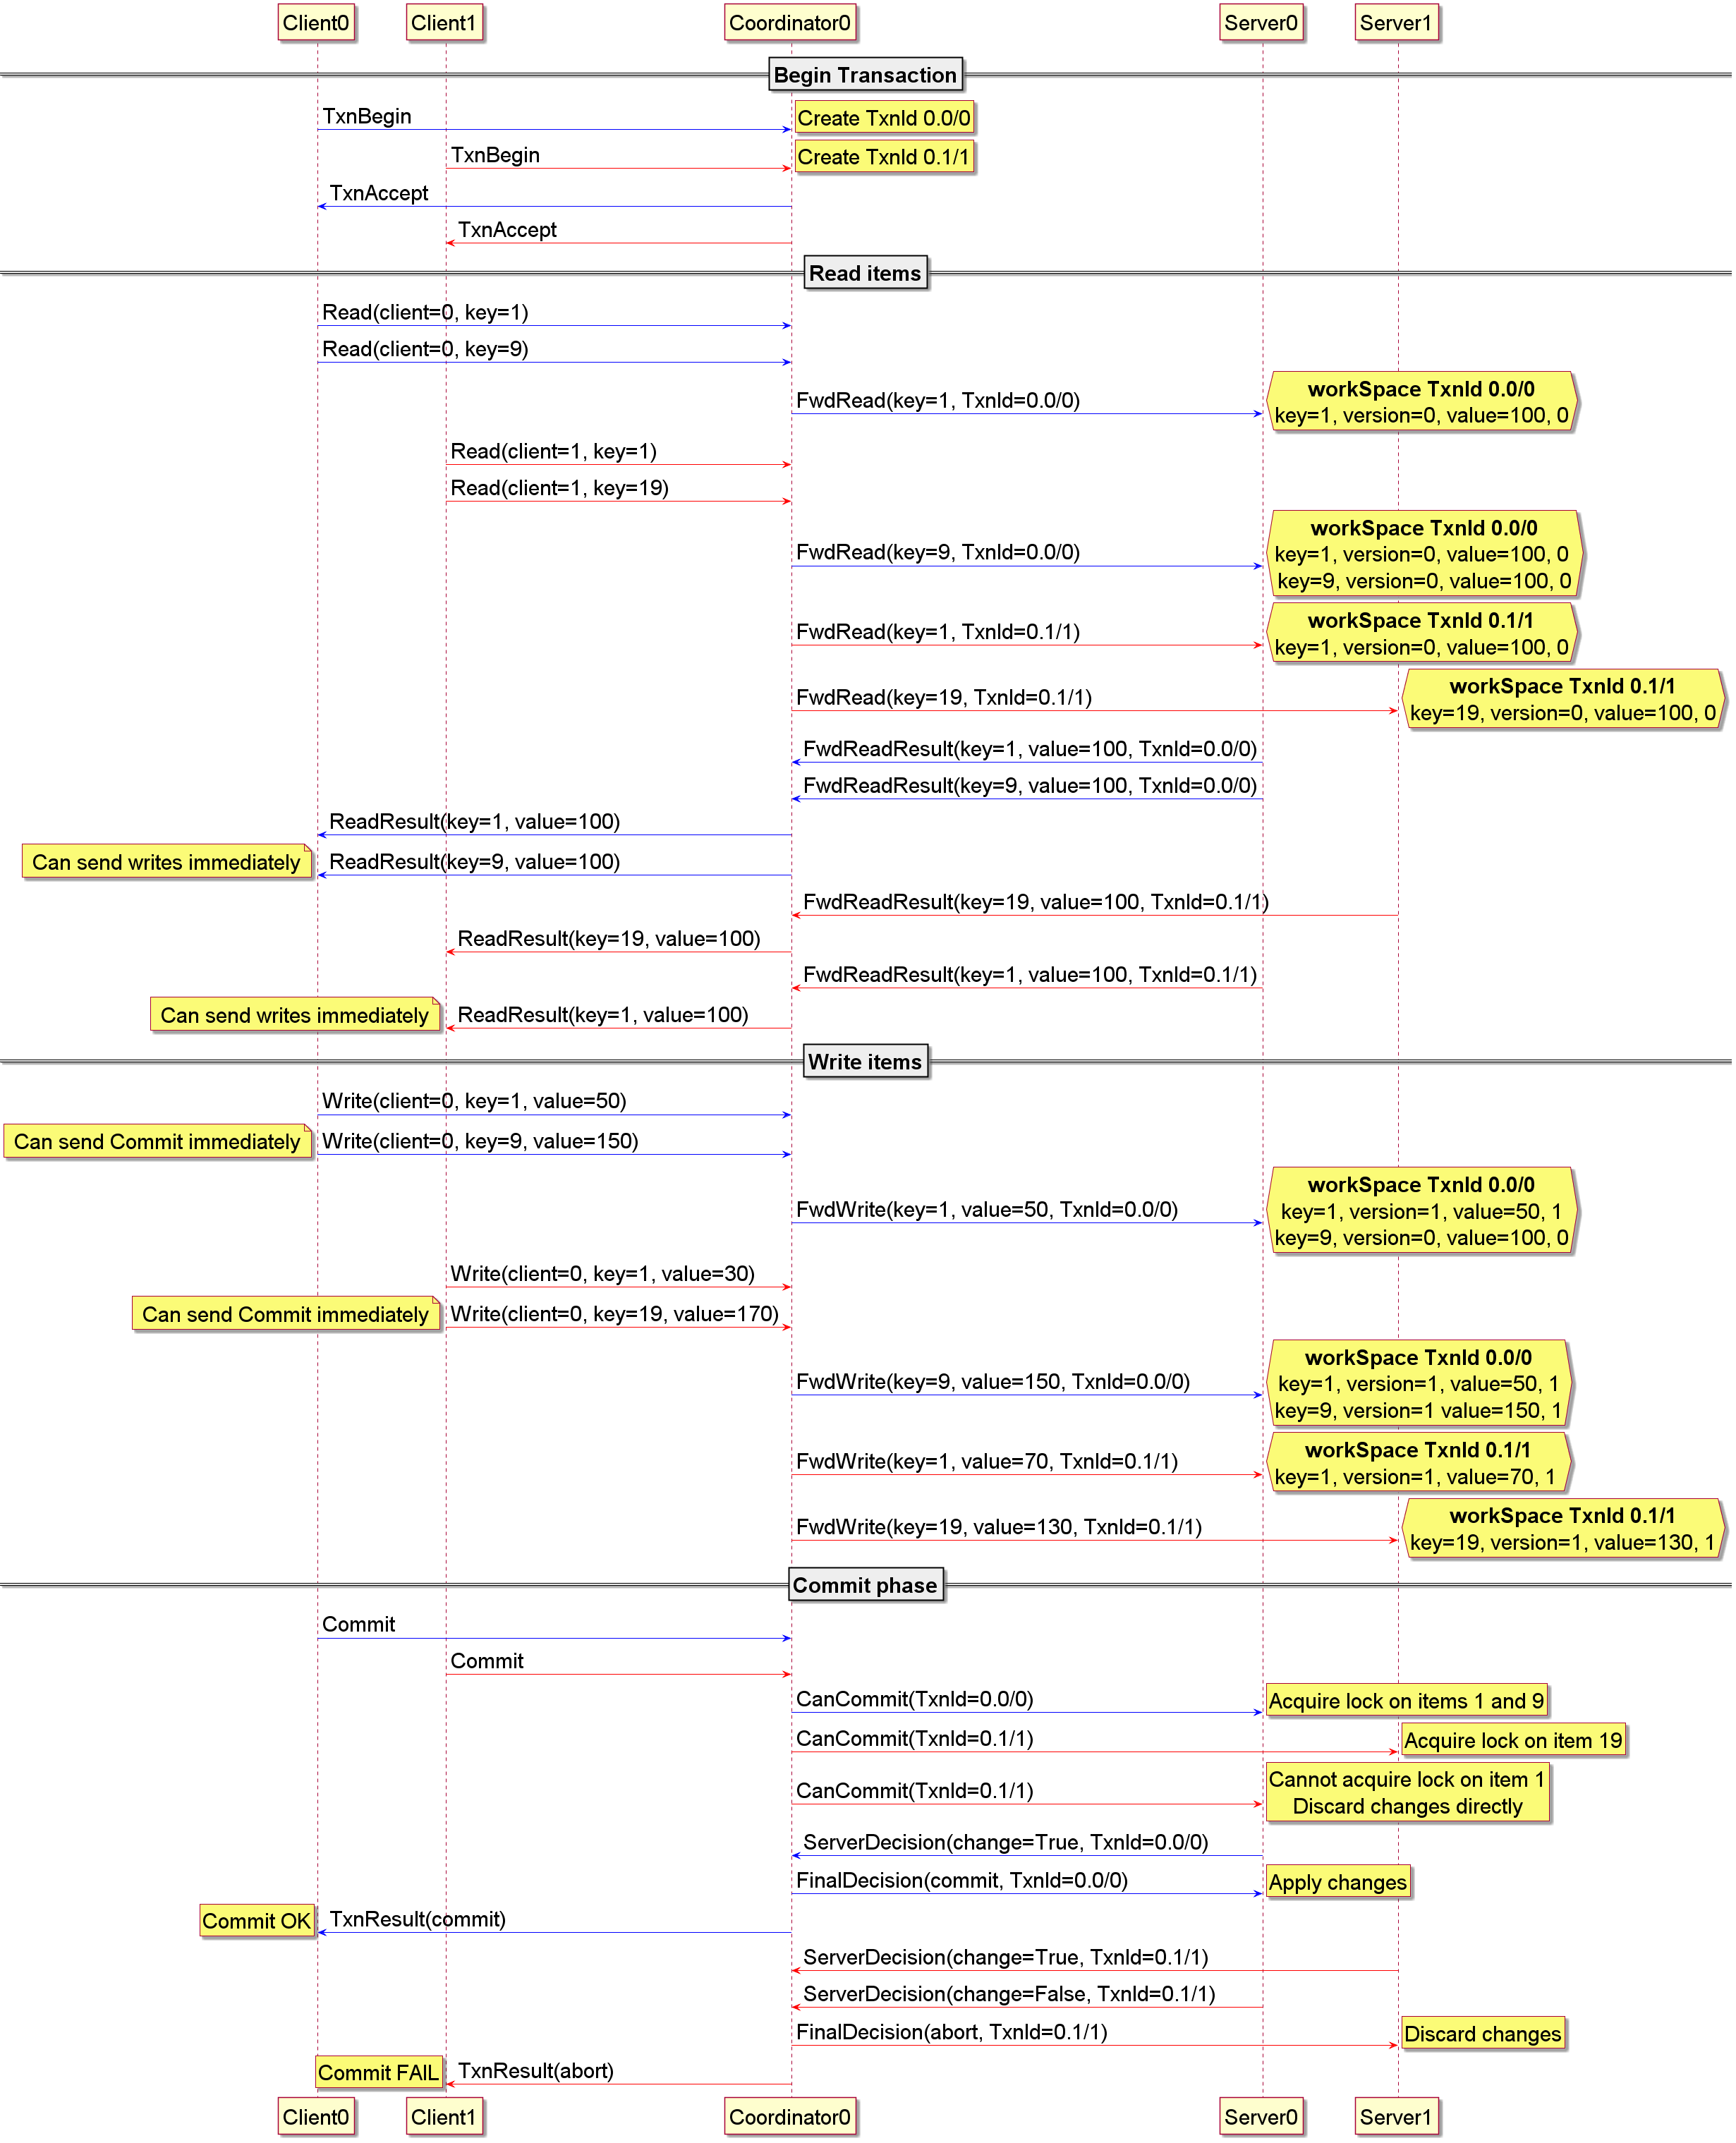 Client0
Client1
Coordinator0
Server0
Server1
Begin Transaction
TxnBegin
Create TxnId 0.0/0
TxnBegin
Create TxnId 0.1/1
TxnAccept
TxnAccept
Read items
Read(client=0, key=1)
Read(client=0, key=9)
FwdRead(key=1, TxnId=0.0/0)
workSpace TxnId 0.0/0
key=1, version=0, value=100, 0
Read(client=1, key=1)
Read(client=1, key=19)
FwdRead(key=9, TxnId=0.0/0)
workSpace TxnId 0.0/0
key=1, version=0, value=100, 0
key=9, version=0, value=100, 0
FwdRead(key=1, TxnId=0.1/1)
workSpace TxnId 0.1/1
key=1, version=0, value=100, 0
FwdRead(key=19, TxnId=0.1/1)
workSpace TxnId 0.1/1
key=19, version=0, value=100, 0
FwdReadResult(key=1, value=100, TxnId=0.0/0)
FwdReadResult(key=9, value=100, TxnId=0.0/0)
ReadResult(key=1, value=100)
Can send writes immediately
ReadResult(key=9, value=100)
FwdReadResult(key=19, value=100, TxnId=0.1/1)
ReadResult(key=19, value=100)
FwdReadResult(key=1, value=100, TxnId=0.1/1)
Can send writes immediately
ReadResult(key=1, value=100)
Write items
Write(client=0, key=1, value=50)
Can send Commit immediately
Write(client=0, key=9, value=150)
FwdWrite(key=1, value=50, TxnId=0.0/0)
workSpace TxnId 0.0/0
key=1, version=1, value=50, 1
key=9, version=0, value=100, 0
Write(client=0, key=1, value=30)
Can send Commit immediately
Write(client=0, key=19, value=170)
FwdWrite(key=9, value=150, TxnId=0.0/0)
workSpace TxnId 0.0/0
key=1, version=1, value=50, 1
key=9, version=1 value=150, 1
FwdWrite(key=1, value=70, TxnId=0.1/1)
workSpace TxnId 0.1/1
key=1, version=1, value=70, 1
FwdWrite(key=19, value=130, TxnId=0.1/1)
workSpace TxnId 0.1/1
key=19, version=1, value=130, 1
Commit phase
Commit
Commit
CanCommit(TxnId=0.0/0)
Acquire lock on items 1 and 9
CanCommit(TxnId=0.1/1)
Acquire lock on item 19
CanCommit(TxnId=0.1/1)
Cannot acquire lock on item 1
Discard changes directly
ServerDecision(change=True, TxnId=0.0/0)
FinalDecision(commit, TxnId=0.0/0)
Apply changes
Commit OK
TxnResult(commit)
ServerDecision(change=True, TxnId=0.1/1)
ServerDecision(change=False, TxnId=0.1/1)
FinalDecision(abort, TxnId=0.1/1)
Discard changes
Commit FAIL
TxnResult(abort)
Client0
Client1
Coordinator0
Server0
Server1